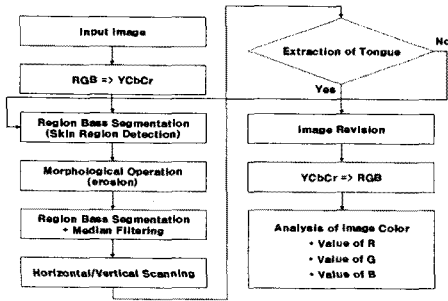 Input Image
RGB => YCbCr
Region Bass Segmentation
(Skin Region Detection)
Morphological Operation
(erosion)
Region Bass Segmentation
+ Median Filtering
Horizontal/Vertical Scanning
Extraction of Tongue
No
Yes
Image Revision
YCbCr => RGB
Analysis of Image Color
• Value of R
• Value of G
• Value of B